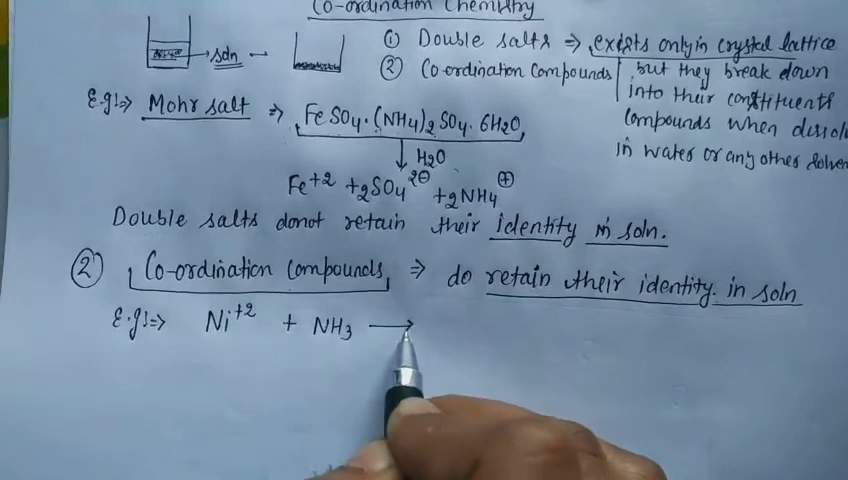 Co-ordination Chemistry
soln
① Double salts ⇒ exists only in crystal lattice
② Co-ordination Compounds
but they break down
into their constituents
compounds when dissol
in water or any other solven
E.g:⇒ Mohr salt ⇒ FeSO4.(NH4)2SO4.6H2O
↓ H2O
Fe+2 + 2SO4 2⊖ + 2NH4 ⊕
Double salts donot retain their identity in soln.
② Co-ordination Compounds ⇒ do retain their identity in soln
E.g:⇒ Ni+2 + NH3 →